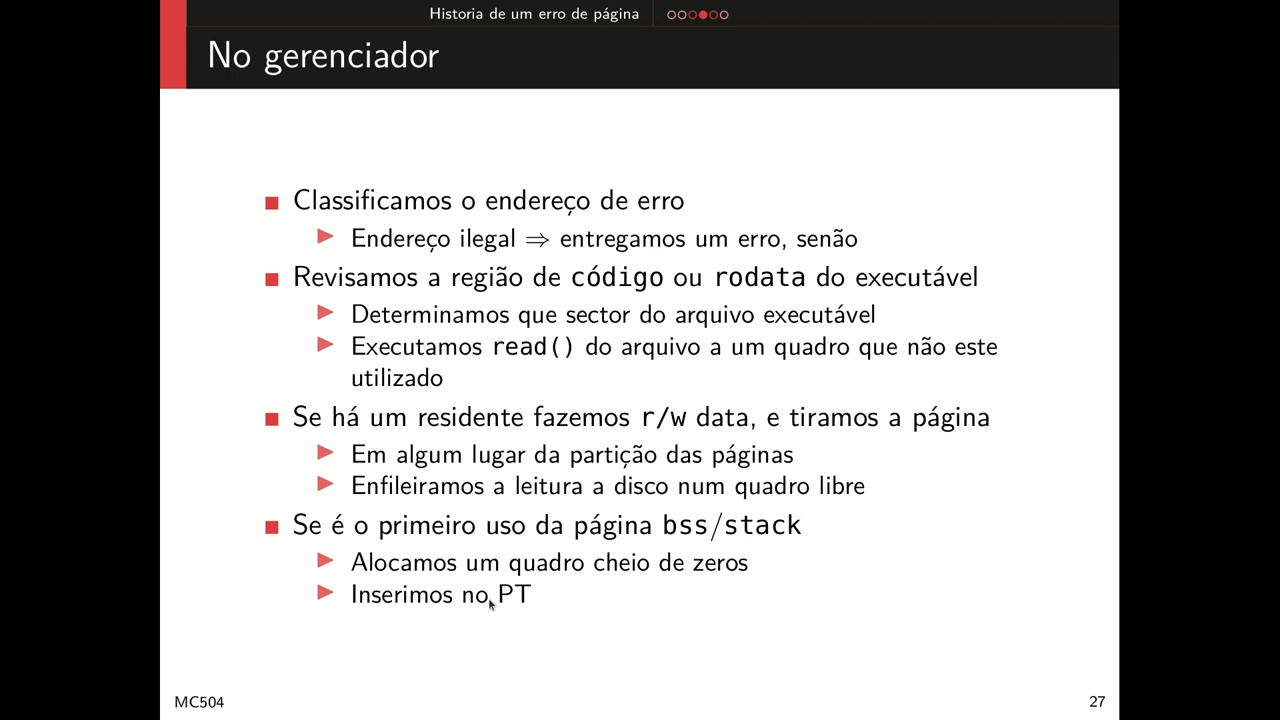 Historia de um erro de página
No gerenciador
Classificamos o endereço de erro
Endereço ilegal ⇒ entregamos um erro, senão
Revisamos a região de código ou rodata do executável
Determinamos que sector do arquivo executável
Executamos read() do arquivo a um quadro que não este
utilizado
Se há um residente fazemos r/w data, e tiramos a página
Em algum lugar da partição das páginas
Enfileiramos a leitura a disco num quadro libre
Se é o primeiro uso da página bss/stack
Alocamos um quadro cheio de zeros
Inserimos no PT
MC504
27